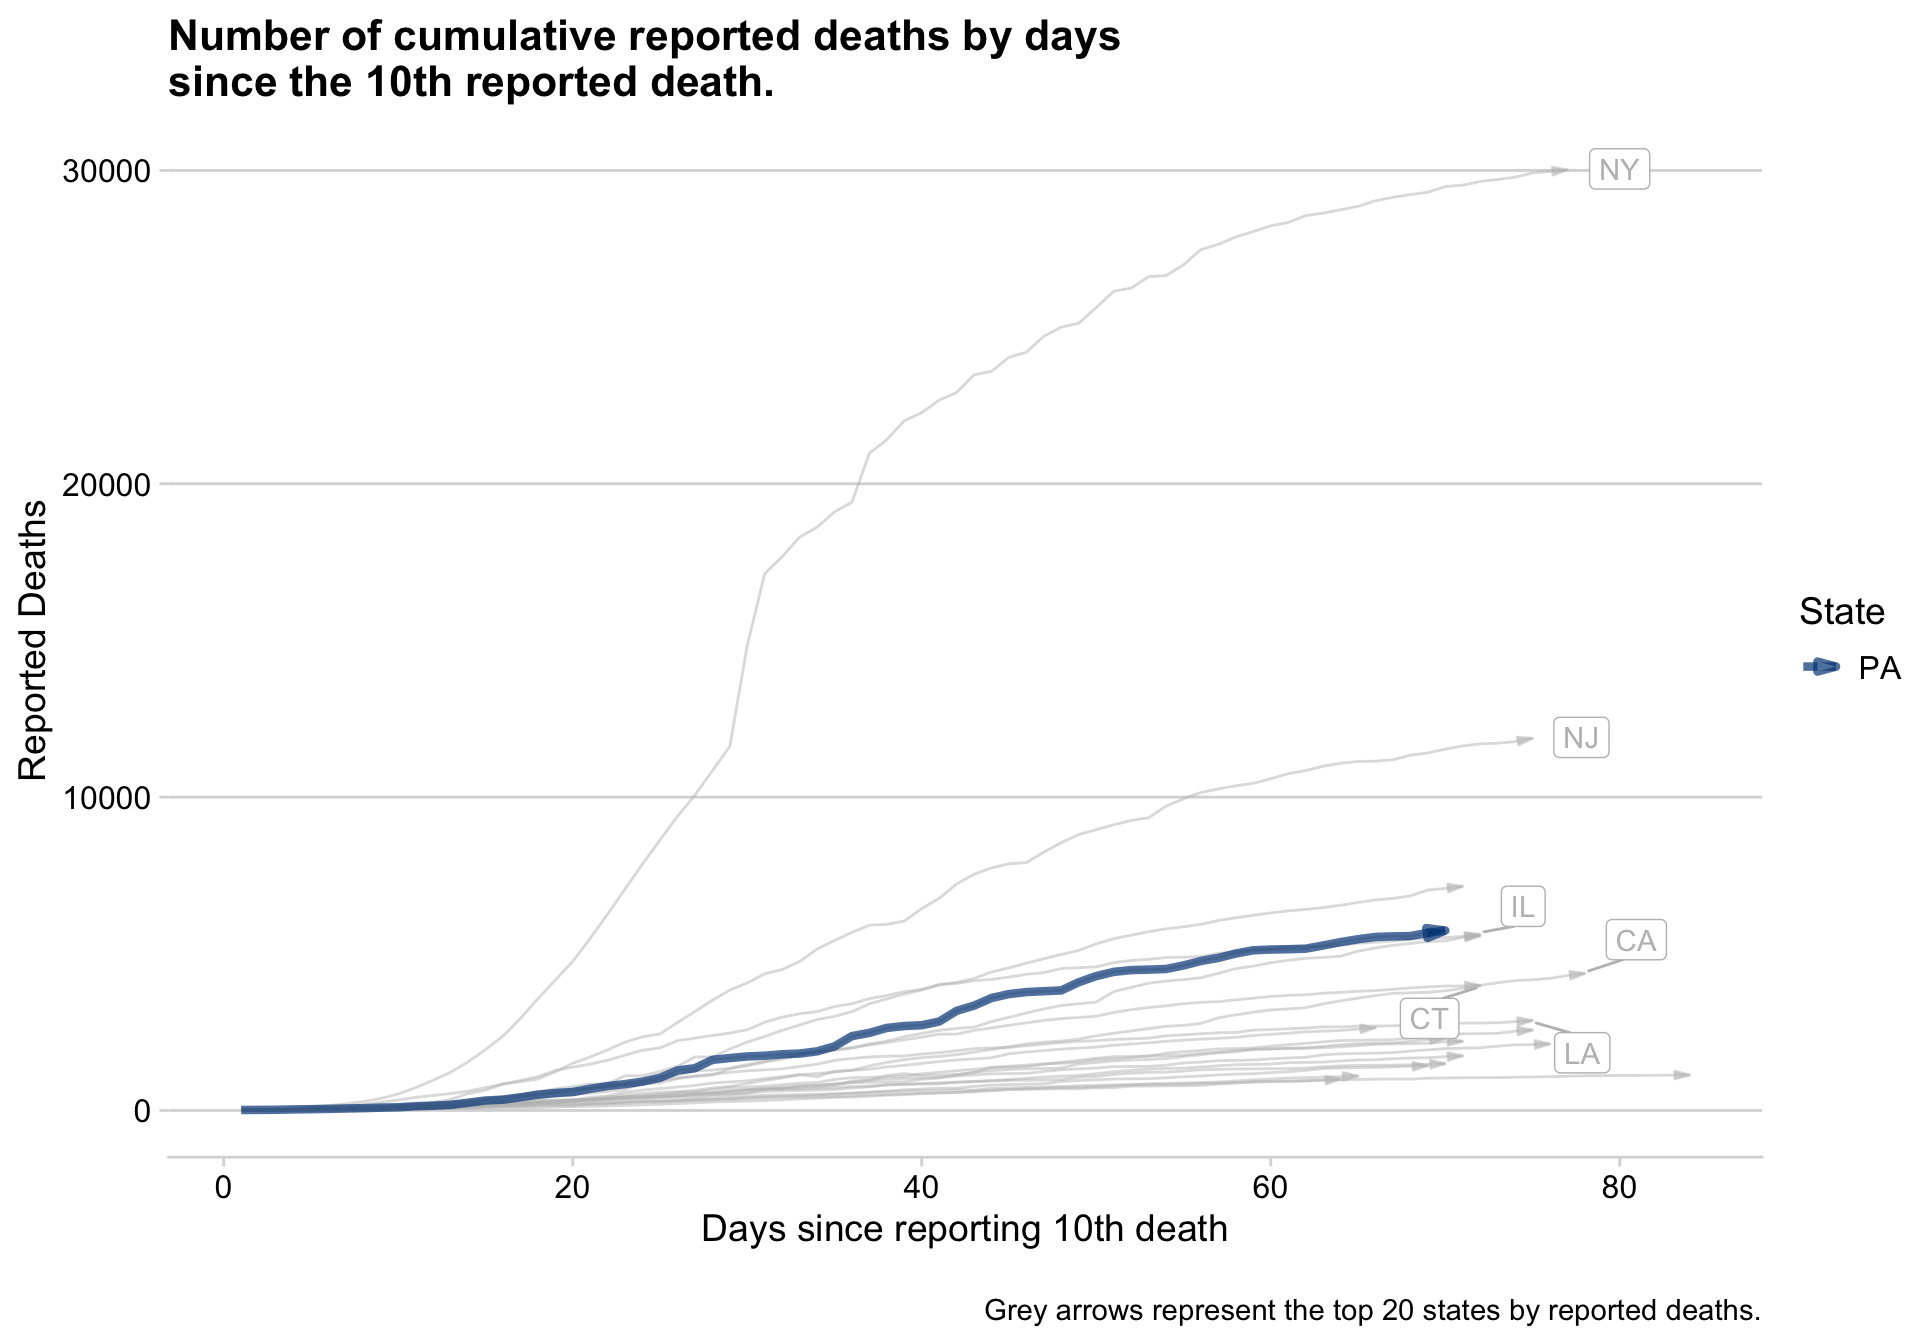 Number of cumulative reported deaths by days
since the 10th reported death.
30000
20000
10000
0
Reported Deaths
NY
NJ
IL
CA
CT
LA
State
PA
0
20
40
60
80
Days since reporting 10th death
Grey arrows represent the top 20 states by reported deaths.